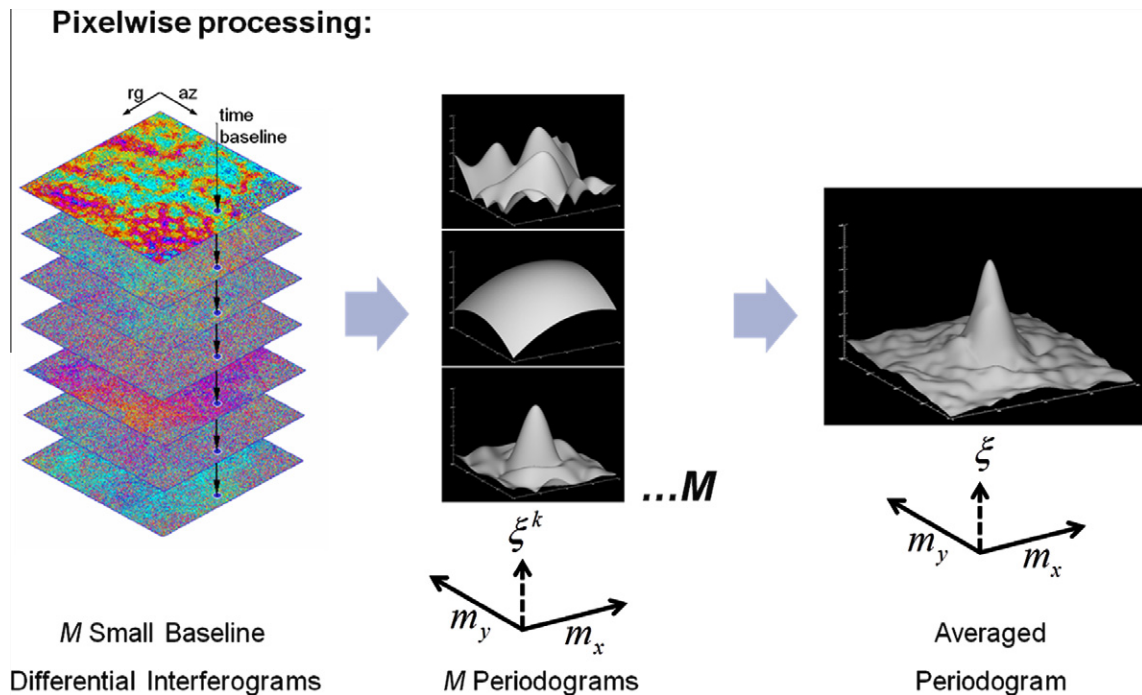 Pixelwise processing:
rg az
time
baseline
...M
ξ^k
m_y m_x
ξ
m_y m_x
M Small Baseline
Differential Interferograms
M Periodograms
Averaged
Periodogram